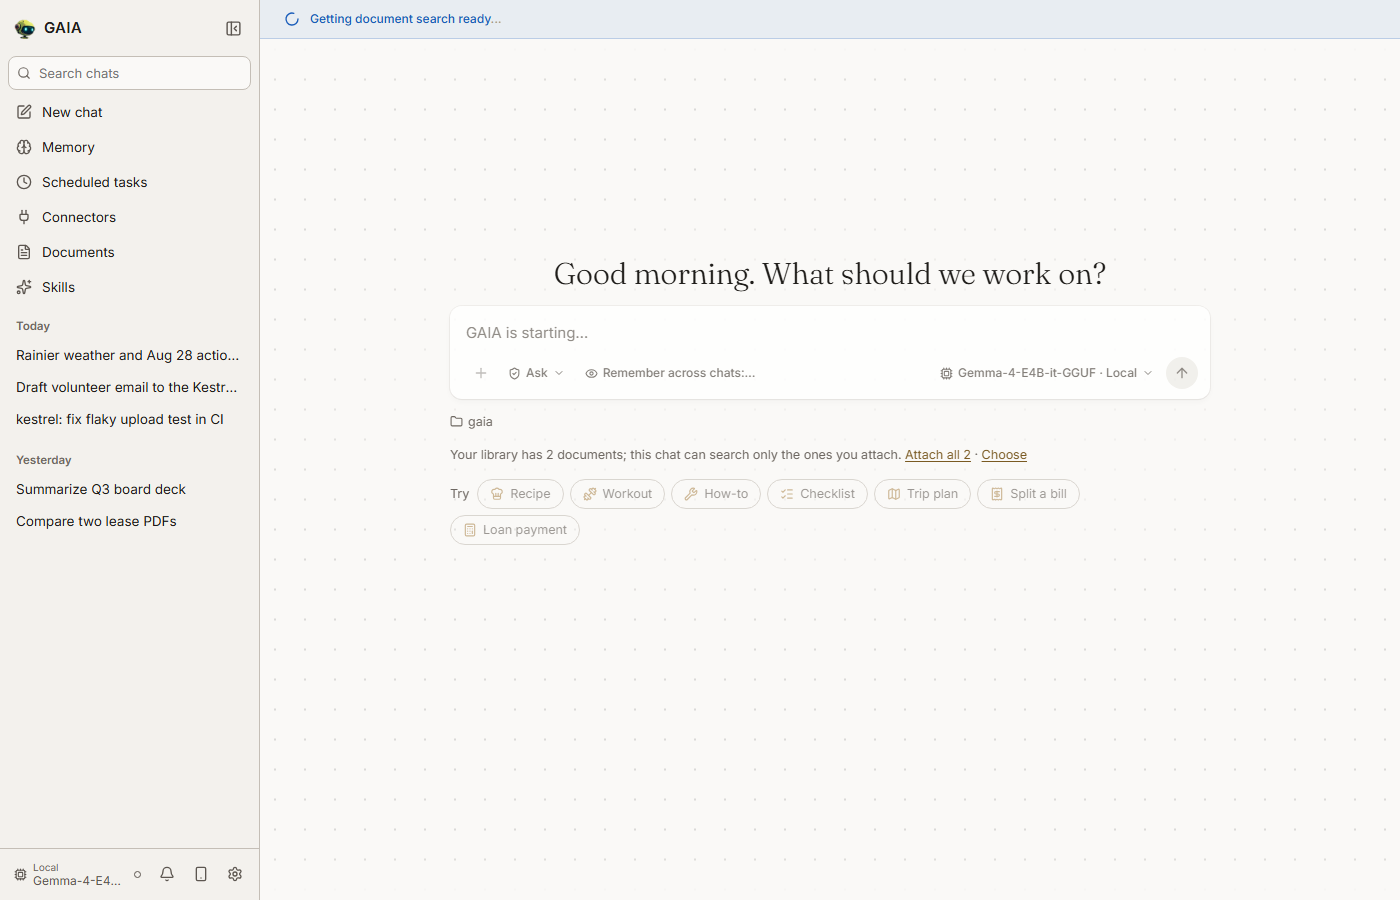 GAIA
Search chats
New chat
Memory
Scheduled tasks
Connectors
Documents
Skills
Today
Rainier weather and Aug 28 actio...
Draft volunteer email to the Kestr...
kestrel: fix flaky upload test in CI
Yesterday
Summarize Q3 board deck
Compare two lease PDFs
Local
Gemma-4-E4...
Getting document search ready...
Good morning. What should we work on?
GAIA is starting...
Ask
Remember across chats:...
Gemma-4-E4B-it-GGUF · Local
gaia
Your library has 2 documents; this chat can search only the ones you attach. Attach all 2 · Choose
Try Recipe Workout How-to Checklist Trip plan Split a bill
Loan payment